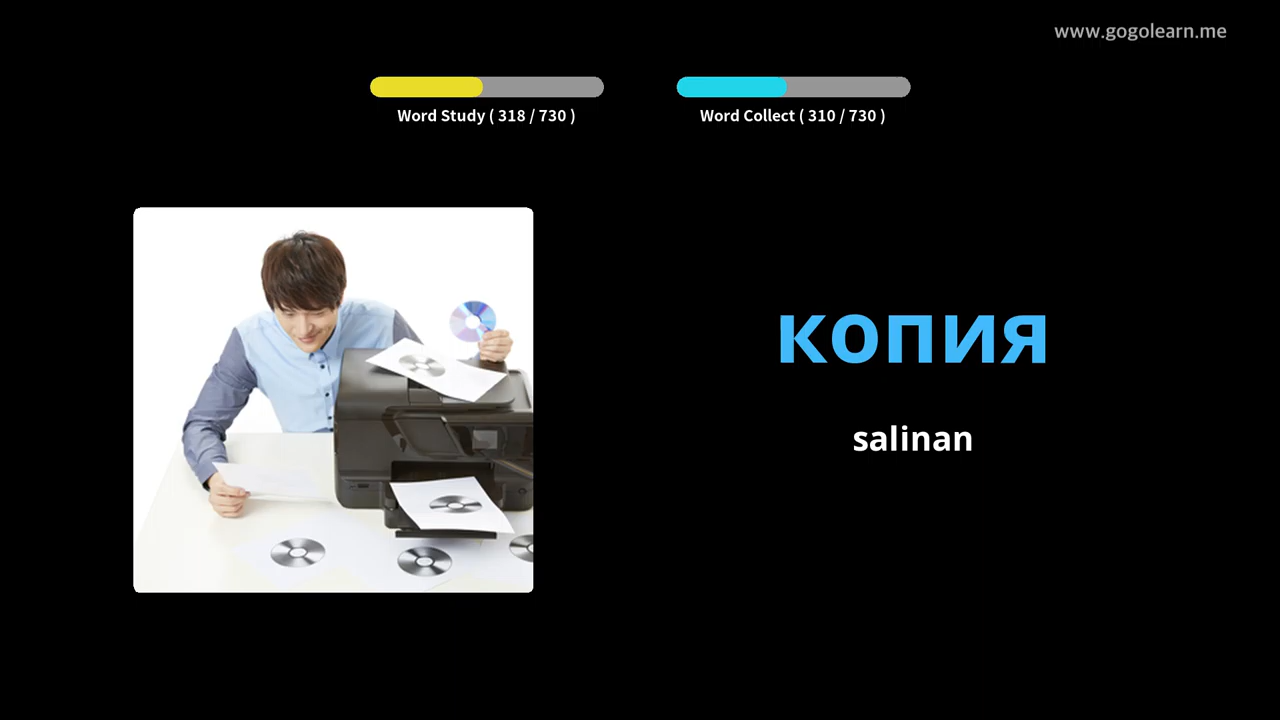 www.gogolearn.me
Word Study ( 318 / 730 )
Word Collect ( 310 / 730 )
копия
salinan